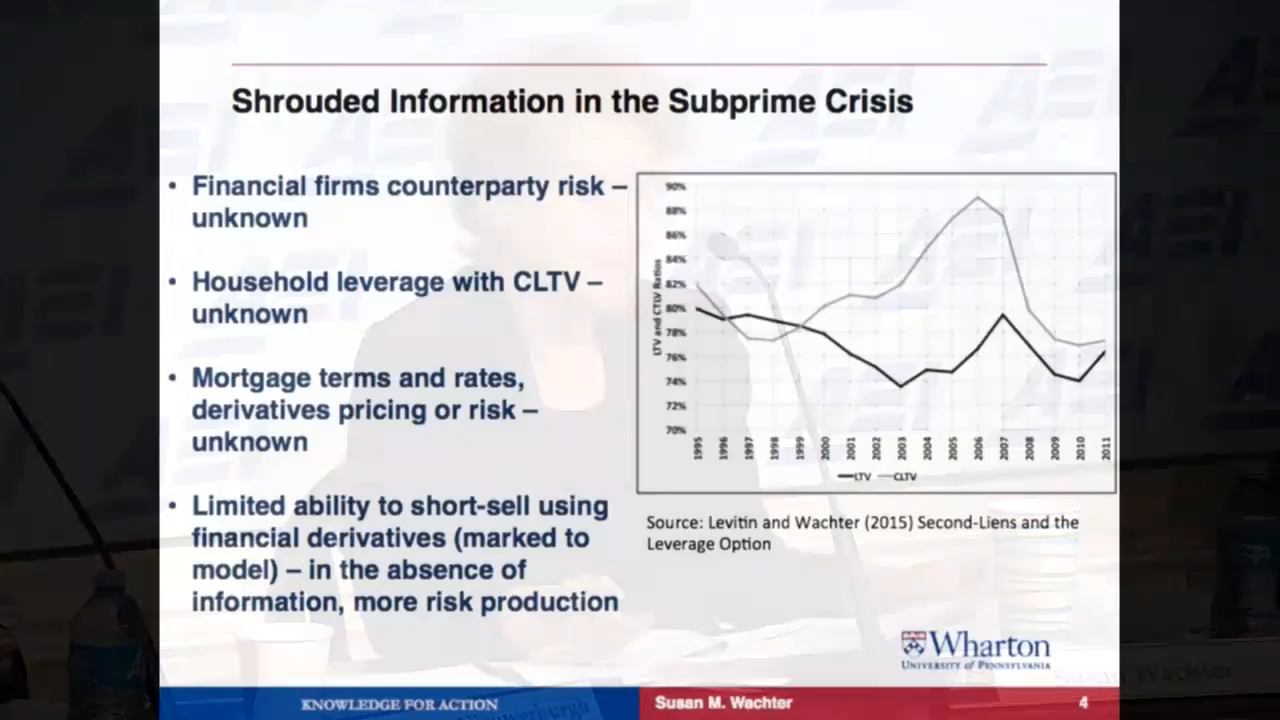 Shrouded Information in the Subprime Crisis
• Financial firms counterparty risk –
unknown
• Household leverage with CLTV –
unknown
• Mortgage terms and rates,
derivatives pricing or risk –
unknown
• Limited ability to short-sell using
financial derivatives (marked to
model) – in the absence of
information, more risk production
LTV and CTLV Ratios
90%
88%
86%
84%
82%
80%
78%
76%
74%
72%
70%
1995 1996 1997 1998 1999 2000 2001 2002 2003 2004 2005 2006 2007 2008 2009 2010 2011
LTV CLTV
Source: Levitin and Wachter (2015) Second-Liens and the
Leverage Option
Wharton
UNIVERSITY of PENNSYLVANIA
KNOWLEDGE FOR ACTION
Susan M. Wachter
4
AEI
Susan Wachter